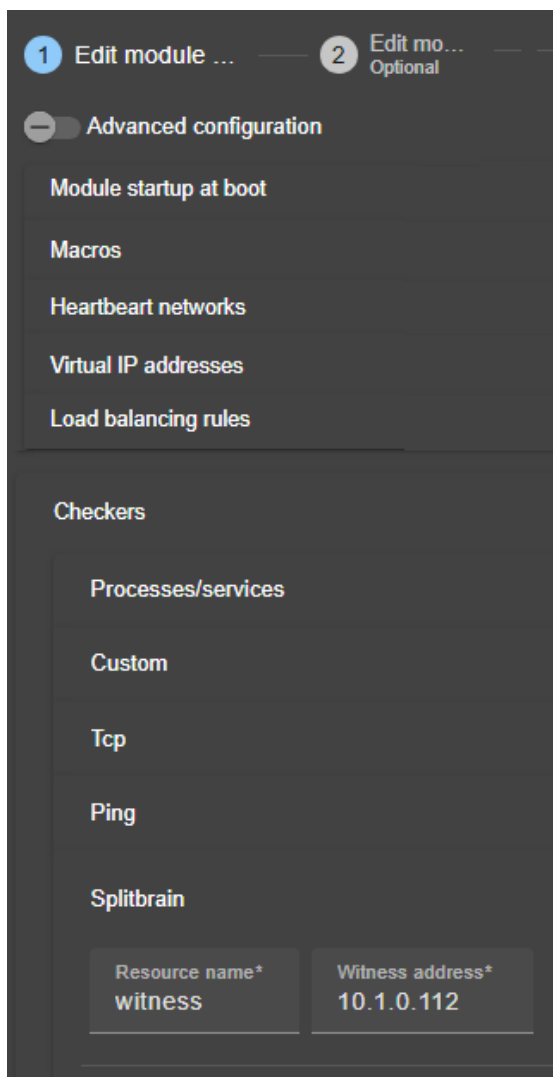 1 Edit module ... 2 Edit mo...
Optional
Advanced configuration
Module startup at boot
Macros
Heartbeart networks
Virtual IP addresses
Load balancing rules
Checkers
Processes/services
Custom
Tcp
Ping
Splitbrain
Resource name* Witness address*
witness 10.1.0.112